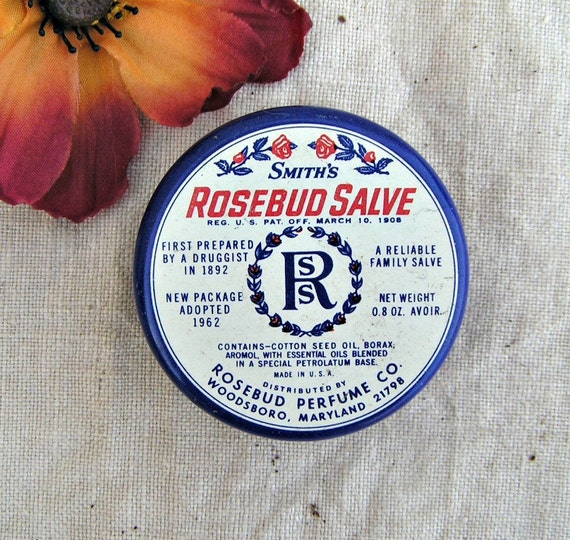 SMITH'S
ROSEBUD SALVE
REG. U. S. PAT. OFF. MARCH 10, 1908
FIRST PREPARED
BY A DRUGGIST
IN 1892
NEW PACKAGE
ADOPTED
1962
RSS
A RELIABLE
FAMILY SALVE
NET WEIGHT
0.8 OZ. AVOIR.
CONTAINS—COTTON SEED OIL, BORAX,
AROMOL, WITH ESSENTIAL OILS BLENDED
IN A SPECIAL PETROLATUM BASE.
MADE IN U.S.A.
DISTRIBUTED BY
ROSEBUD PERFUME CO.
WOODSBORO, MARYLAND 21798